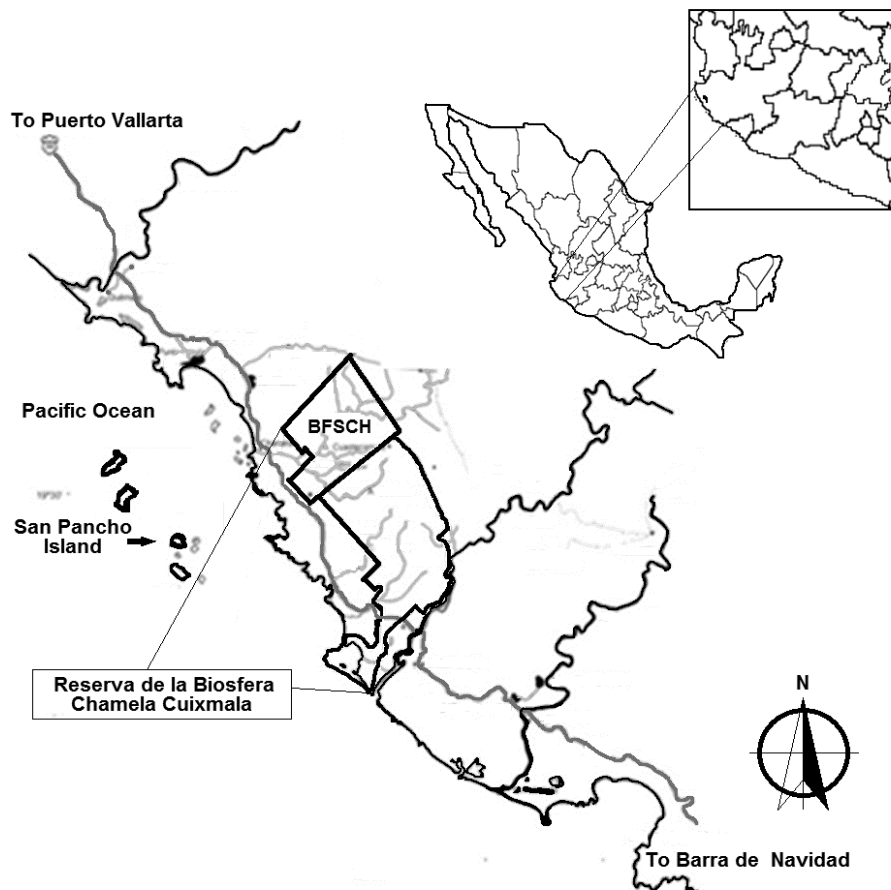 To Puerto Vallarta
Pacific Ocean
BFSCH
San Pancho
Island
Reserva de la Biosfera
Chamela Cuixmala
N
To Barra de Navidad